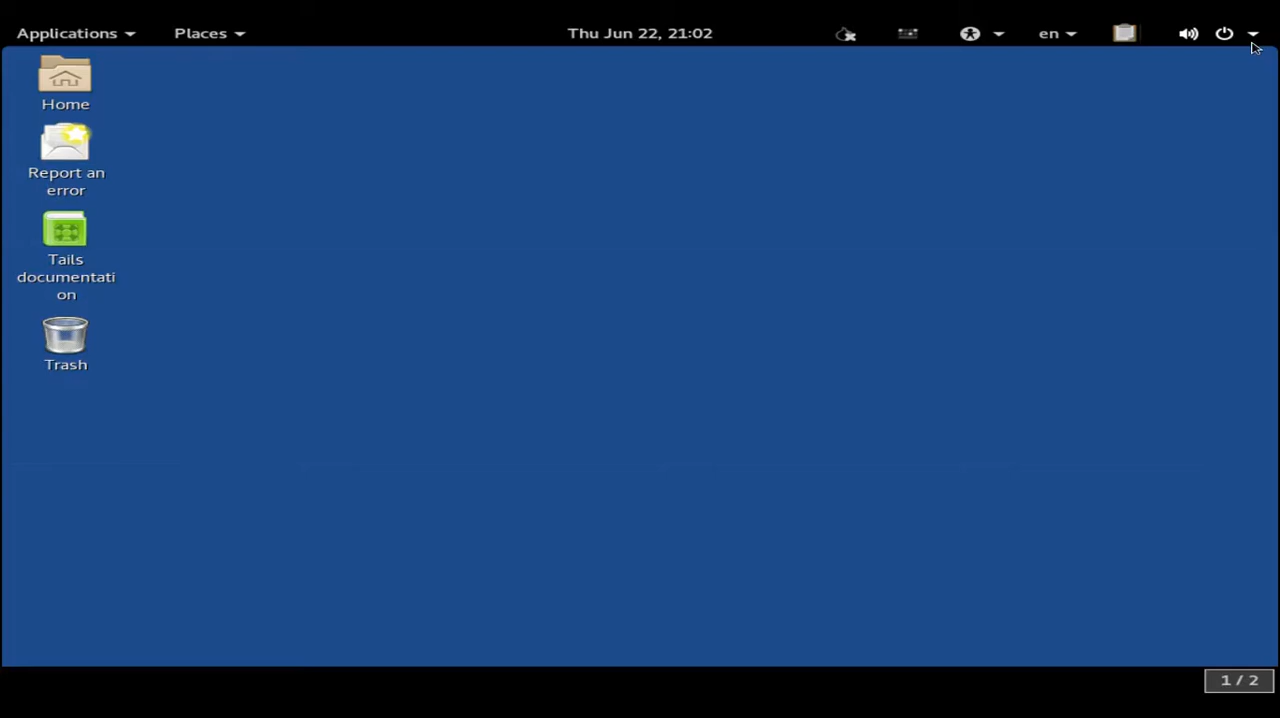 Applications Places Thu Jun 22, 21:02 en
Home
Report an
error
Tails
documentati
on
Trash
1 / 2